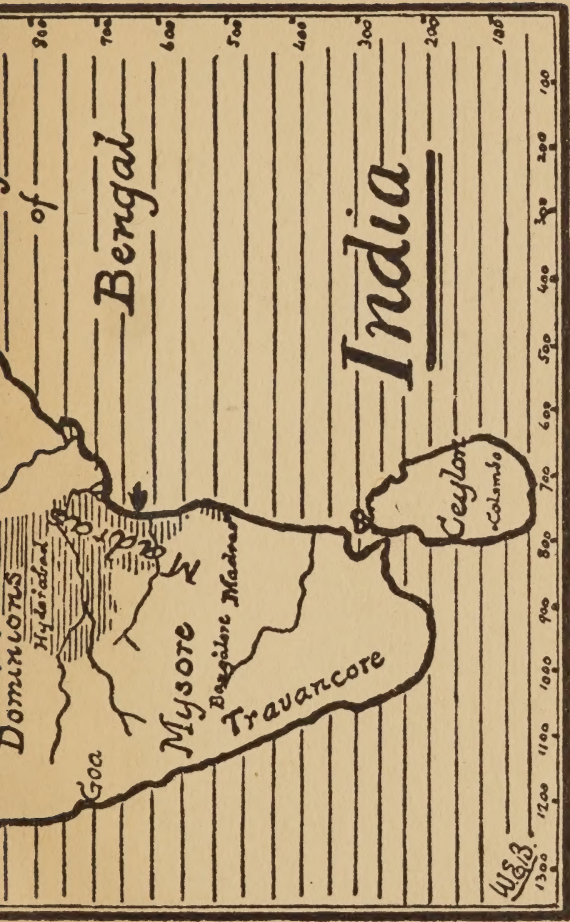 Dominions
of
800
Hyderabad
Goa
700
Bengal
600
Mysore
Bangalore
Madras
500
Travancore
400
300
India
200
Ceylon
Colombo
100
W.E.B.
1300 1200 1100 1000 900 800 700 600 500 400 300 200 100